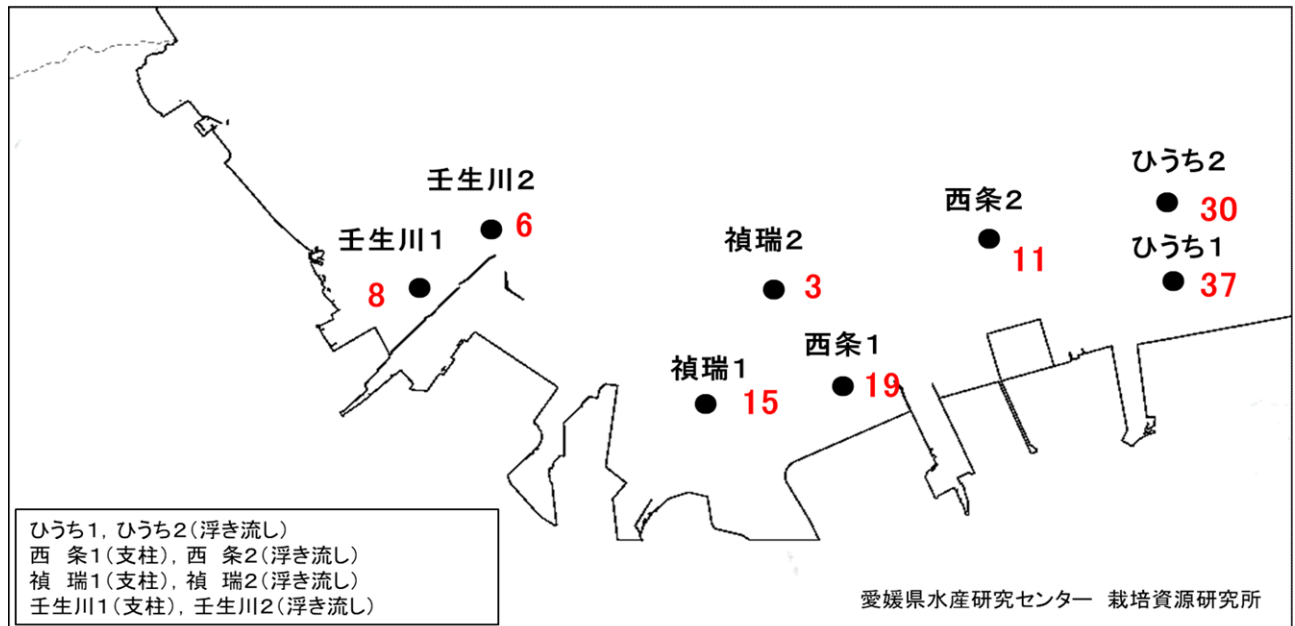 ひうち2
壬生川2
30
西条2
6
壬生川1
禎瑞2
ひうち1
11
8
3
37
西条1
禎瑞1
19
15
ひうち1, ひうち2(浮き流し)
西 条1(支柱), 西 条2(浮き流し)
禎 瑞1(支柱), 禎 瑞2(浮き流し)
壬生川1(支柱), 壬生川2(浮き流し)
愛媛県水産研究センター 栽培資源研究所